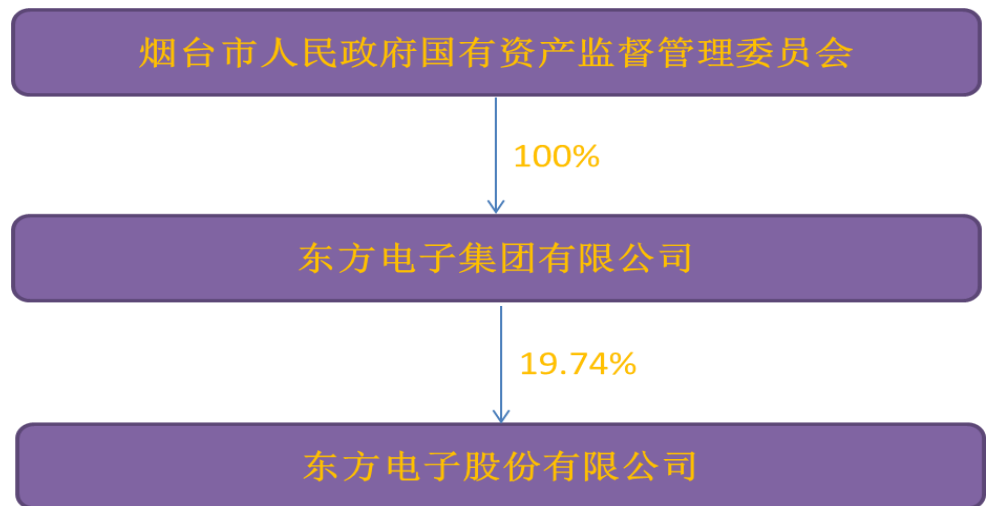 烟台市人民政府国有资产监督管理委员会
100%
东方电子集团有限公司
19.74%
东方电子股份有限公司